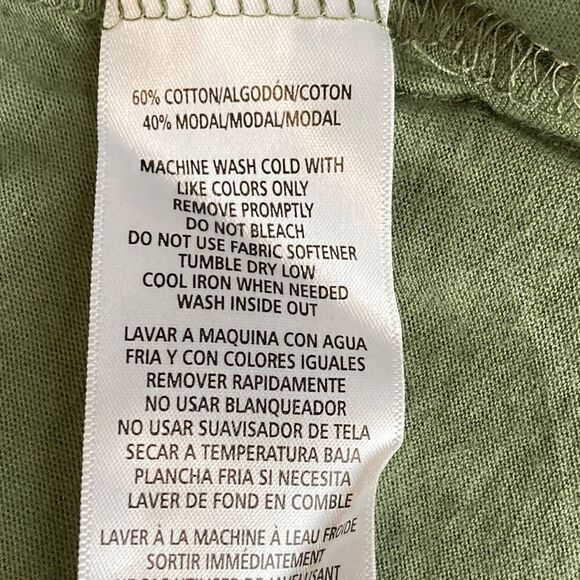 60% COTTON/ALGODÓN/COTON
40% MODAL/MODAL/MODAL
MACHINE WASH COLD WITH
LIKE COLORS ONLY
REMOVE PROMPTLY
DO NOT BLEACH
DO NOT USE FABRIC SOFTENER
TUMBLE DRY LOW
COOL IRON WHEN NEEDED
WASH INSIDE OUT
LAVAR A MAQUINA CON AGUA
FRIA Y CON COLORES IGUALES
REMOVER RAPIDAMENTE
NO USAR BLANQUEADOR
NO USAR SUAVISADOR DE TELA
SECAR A TEMPERATURA BAJA
PLANCHA FRIA SI NECESITA
LAVER DE FOND EN COMBLE
LAVER À LA MACHINE À LEAU FROIDE
SORTIR IMMÉDIATEMENT